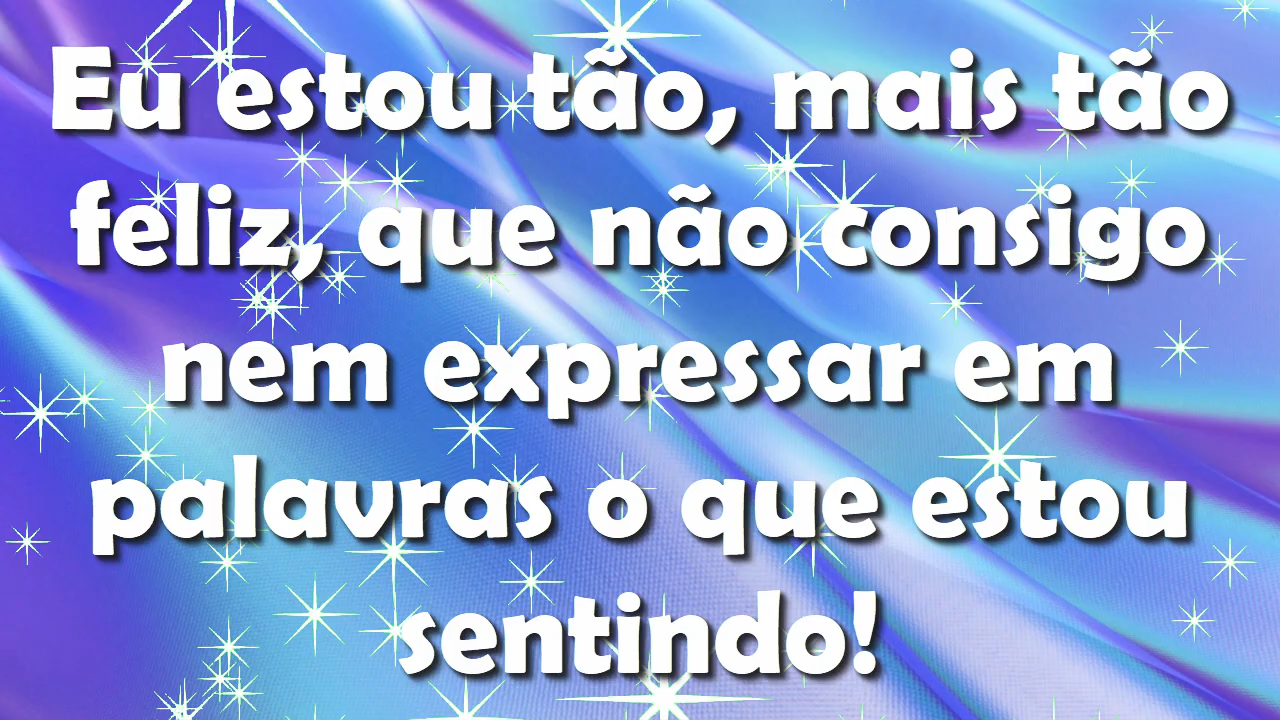 Eu estou tão, mais tão
feliz, que não consigo
nem expressar em
palavras o que estou
sentindo!